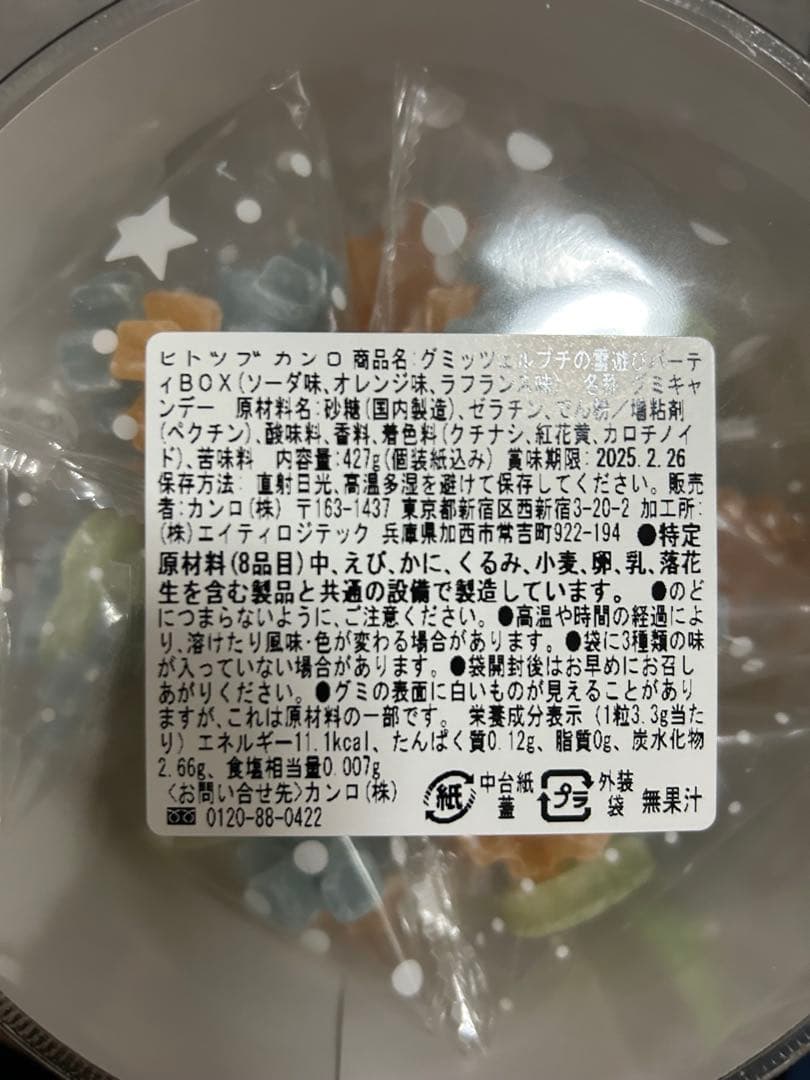 ヒトツブ カンロ 商品名:グミッツェルプチの雪遊びパーテ
ィBOX(ソーダ味、オレンジ味、ラフランス味) 名称:グミキャ
ンデー 原材料名:砂糖(国内製造)、ゼラチン、でん粉/増粘剤
(ペクチン)、酸味料、香料、着色料(クチナシ、紅花黄、カロチノイ
ド)、苦味料 内容量:427g(個装紙込み) 賞味期限:2025.2.26
保存方法: 直射日光、高温多湿を避けて保存してください。販売
者:カンロ(株) 〒163-1437 東京都新宿区西新宿3-20-2 加工所:
(株)エイティロジテック 兵庫県加西市常吉町922-194 ●特定
原材料(8品目)中、えび、かに、くるみ、小麦、卵、乳、落花
生を含む製品と共通の設備で製造しています。 ●のど
につまらないように、ご注意ください。●高温や時間の経過によ
り、溶けたり風味・色が変わる場合があります。●袋に3種類の味
が入っていない場合があります。●袋開封後はお早めにお召し
あがりください。●グミの表面に白いものが見えることがあり
ますが、これは原材料の一部です。 栄養成分表示(1粒3.3g当た
り)エネルギー11.1kcal、たんぱく質0.12g、脂質0g、炭水化物
2.66g、食塩相当量0.007g
〈お問い合せ先〉カンロ(株) 紙 中台紙 蓋 プラ 外装 袋 無果汁
0120-88-0422